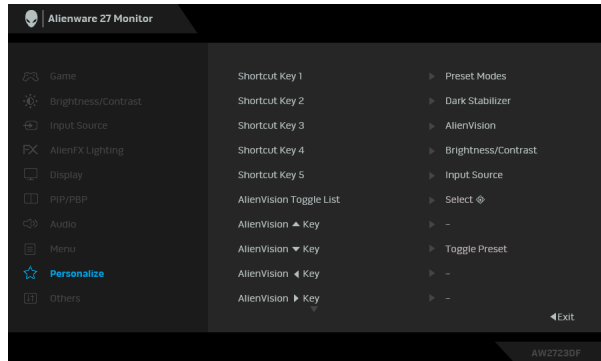 Alienware 27 Monitor
Game
Brightness/Contrast
Input Source
FX AlienFX Lighting
Display
PIP/PBP
Audio
Menu
Personalize
Others
Shortcut Key 1 Preset Modes
Shortcut Key 2 Dark Stabilizer
Shortcut Key 3 AlienVision
Shortcut Key 4 Brightness/Contrast
Shortcut Key 5 Input Source
AlienVision Toggle List Select
AlienVision ▲ Key –
AlienVision ▼ Key Toggle Preset
AlienVision ◀ Key –
AlienVision ▶ Key –
◀Exit
AW2723DF